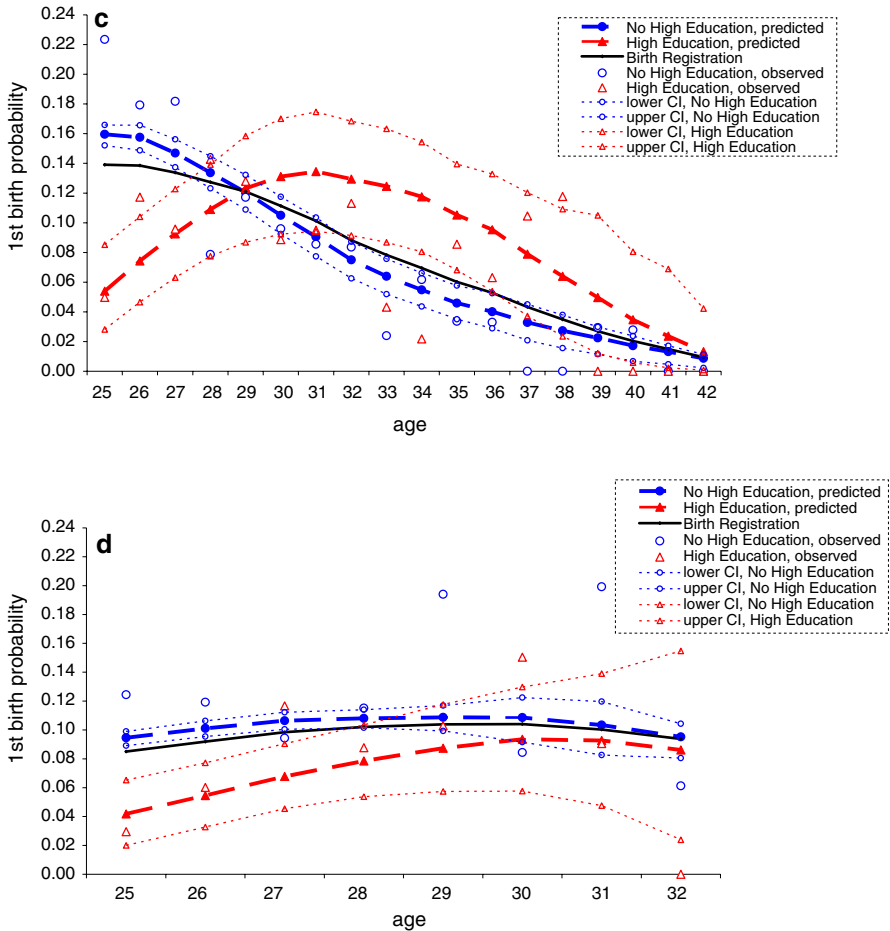 c
0.24
0.22
0.20
0.18
0.16
0.14
0.12
0.10
0.08
0.06
0.04
0.02
0.00
1st birth probability
25 26 27 28 29 30 31 32 33 34 35 36 37 38 39 40 41 42
age
No High Education, predicted
High Education, predicted
Birth Registration
No High Education, observed
High Education, observed
lower CI, No High Education
upper CI, No High Education
lower CI, High Education
upper CI, High Education
d
0.24
0.22
0.20
0.18
0.16
0.14
0.12
0.10
0.08
0.06
0.04
0.02
0.00
1st birth probability
25 26 27 28 29 30 31 32
age
No High Education, predicted
High Education, predicted
Birth Registration
No High Education, observed
High Education, observed
lower CI, No High Education
upper CI, No High Education
lower CI, No High Education
upper CI, High Education